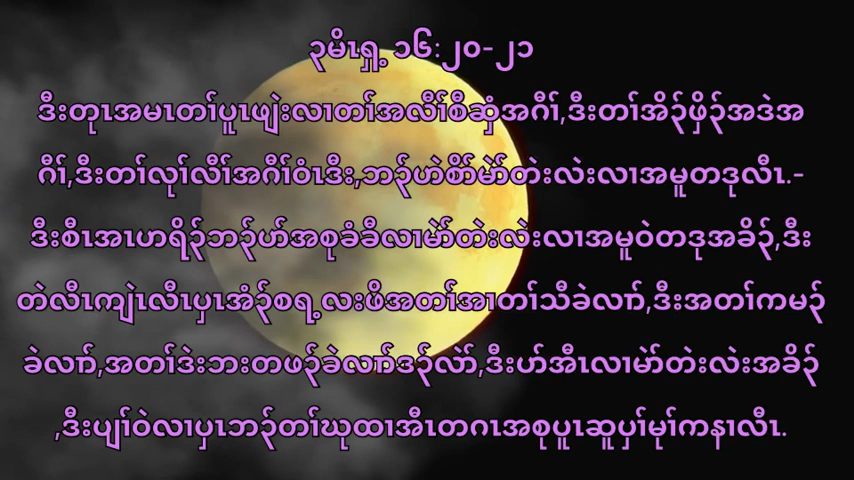 ၃မိၤရှ့ ၁၆:၂၀-၂၁
ဒီးတုၤအမၤတၢ်ပူၤဖျဲးလၢတၢ်အလီၢ်စီဆှံအဂီၢ်,ဒီးတၢ်အိၣ်ဖှိၣ်အဒဲအ
ဂီၢ်,ဒီးတၢ်လုၢ်လီၢ်အဂီၢ်ဝံၤဒီး,ဘၣ်ဟဲစိာ်မဲာ်တဲးလဲးလၢအမူတဒုလီၤ.-
ဒီးစီၤအၤဟရိၣ်ဘၣ်ဟ်အစုခံခီလၢမဲာ်တဲးလဲးလၢအမူဝဲတဒုအခိၣ်,ဒီး
တဲလီၤကျဲၤလီၤပှၤအံၣ်စရ့လးဖိအတၢ်အၢတၢ်သီခဲလၢာ်,ဒီးအတၢ်ကမၣ်
ခဲလၢာ်,အတၢ်ဒဲးဘးတဖၣ်ခဲလၢာ်ဒၣ်လဲာ်,ဒီးဟ်အီၤလၢမဲာ်တဲးလဲးအခိၣ်
,ဒီးပျၢ်ဝဲလၢပှၤဘၣ်တၢ်ဃုထၢအီၤတဂၤအစုပူၤဆူပှၢ်မုၢ်ကနၢလီၤ.